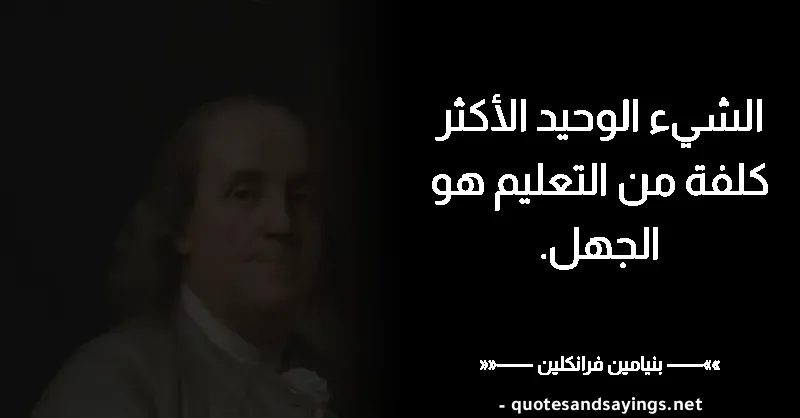 الشيء الوحيد الأكثر
كلفة من التعليم هو
الجهل.
»»—— بنيامين فرانكلين ——««
- quotesandsayings.net